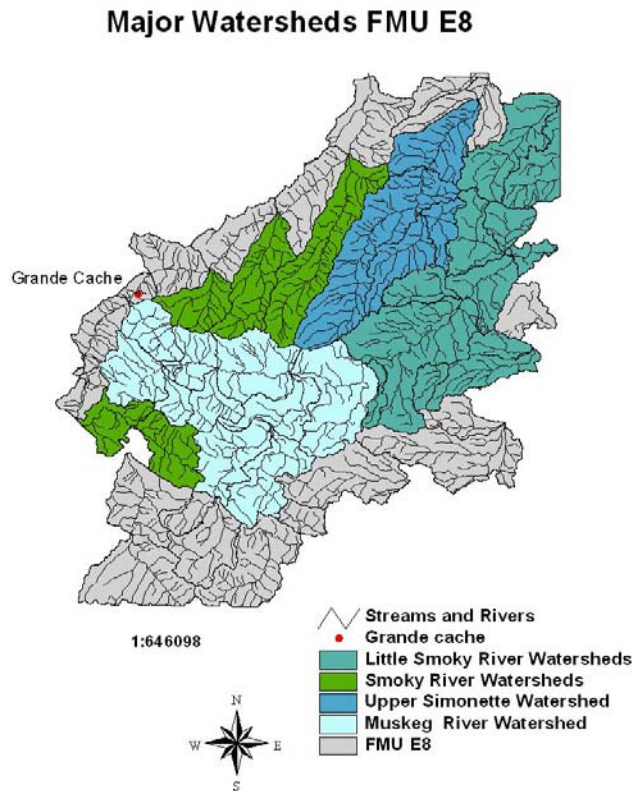 Major Watersheds FMU E8
Grande Cache
1:646098
Streams and Rivers
Grande cache
Little Smoky River Watersheds
Smoky River Watersheds
Upper Simonette Watershed
Muskeg River Watershed
FMU E8
N
W E
S